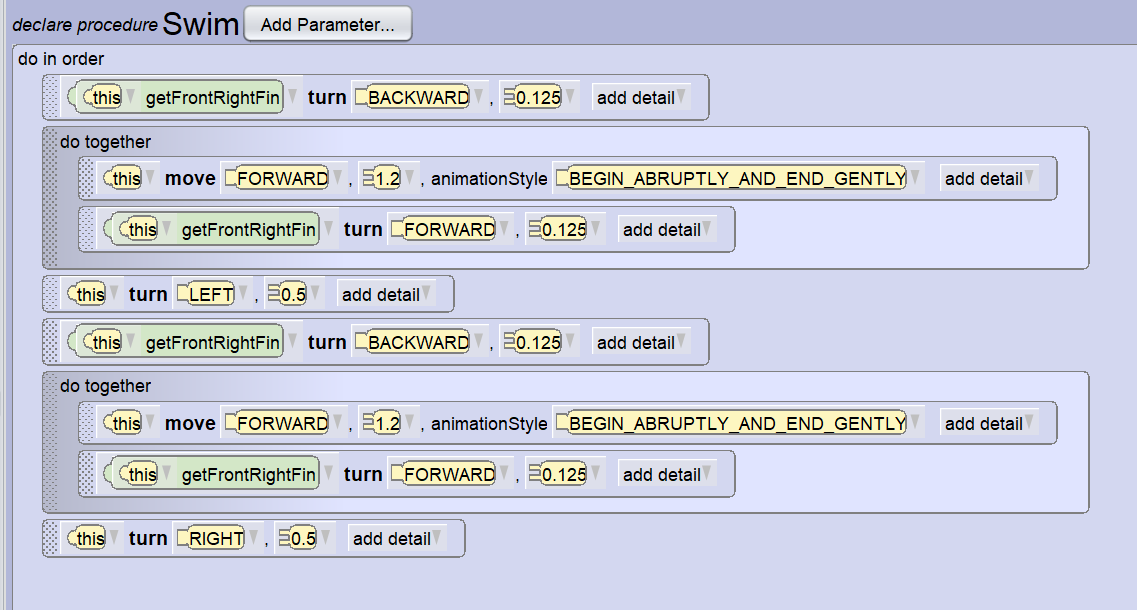 declare procedure Swim Add Parameter...
do in order
this getFrontRightFin turn BACKWARD , 0.125 add detail
do together
this move FORWARD , 1.2 , animationStyle BEGIN_ABRUPTLY_AND_END_GENTLY add detail
this getFrontRightFin turn FORWARD , 0.125 add detail
this turn LEFT , 0.5 add detail
this getFrontRightFin turn BACKWARD , 0.125 add detail
do together
this move FORWARD , 1.2 , animationStyle BEGIN_ABRUPTLY_AND_END_GENTLY add detail
this getFrontRightFin turn FORWARD , 0.125 add detail
this turn RIGHT , 0.5 add detail